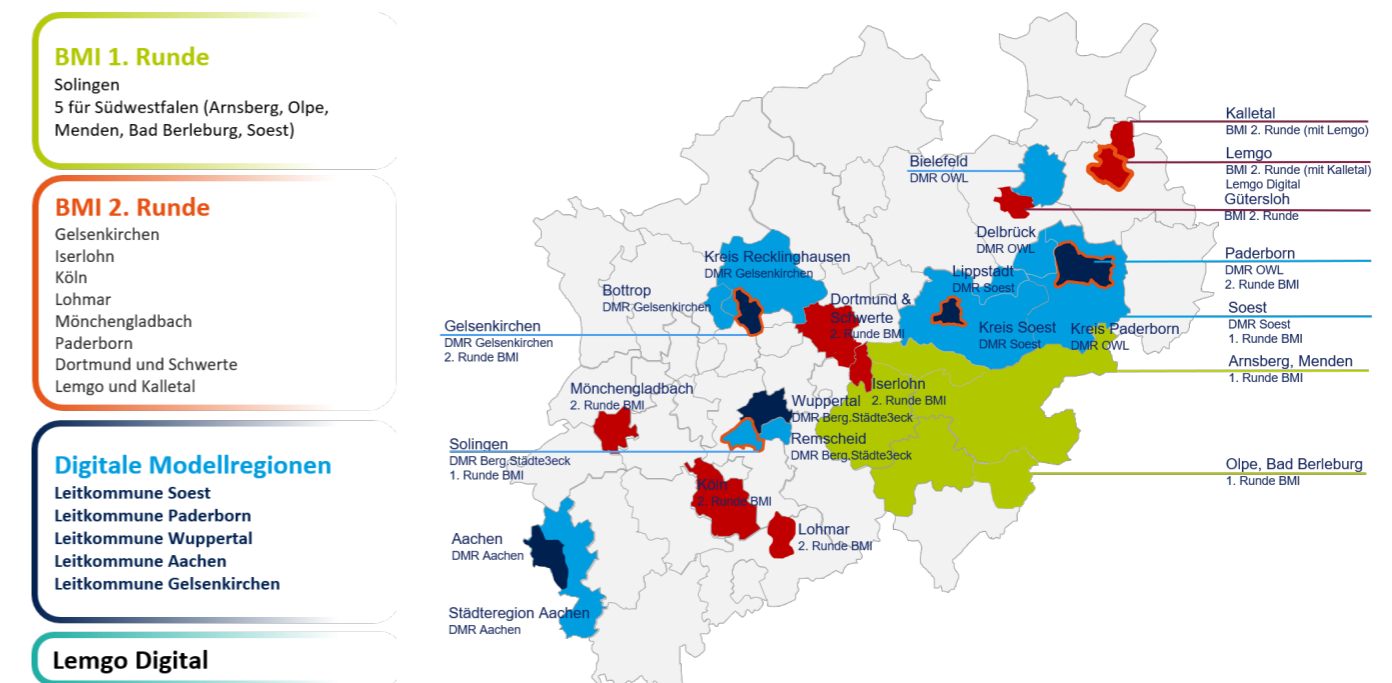 BMI 1. Runde
Solingen
5 für Südwestfalen (Arnsberg, Olpe,
Menden, Bad Berleburg, Soest)
BMI 2. Runde
Gelsenkirchen
Iserlohn
Köln
Lohmar
Mönchengladbach
Paderborn
Dortmund und Schwerte
Lemgo und Kalletal
Digitale Modellregionen
Leitkommune Soest
Leitkommune Paderborn
Leitkommune Wuppertal
Leitkommune Aachen
Leitkommune Gelsenkirchen
Lemgo Digital
Kalletal
BMI 2. Runde (mit Lemgo)
Lemgo
BMI 2. Runde (mit Kalletal)
Lemgo Digital
Gütersloh
BMI 2. Runde
Bielefeld
DMR OWL
Delbrück
DMR OWL
Paderborn
DMR OWL
2. Runde BMI
Kreis Recklinghausen
DMR Gelsenkirchen
Lippstadt
DMR Soest
Bottrop
DMR Gelsenkirchen
Dortmund &
Schwerte
2. Runde BMI
Soest
DMR Soest
1. Runde BMI
Gelsenkirchen
DMR Gelsenkirchen
2. Runde BMI
Kreis Soest
DMR Soest
Kreis Paderborn
DMR OWL
Arnsberg, Menden
1. Runde BMI
Mönchengladbach
2. Runde BMI
Iserlohn
2. Runde BMI
Wuppertal
DMR Berg.Städte3eck
Remscheid
DMR Berg.Städte3eck
Solingen
DMR Berg.Städte3eck
1. Runde BMI
Olpe, Bad Berleburg
1. Runde BMI
Köln
2. Runde BMI
Lohmar
2. Runde BMI
Aachen
DMR Aachen
Städteregion Aachen
DMR Aachen